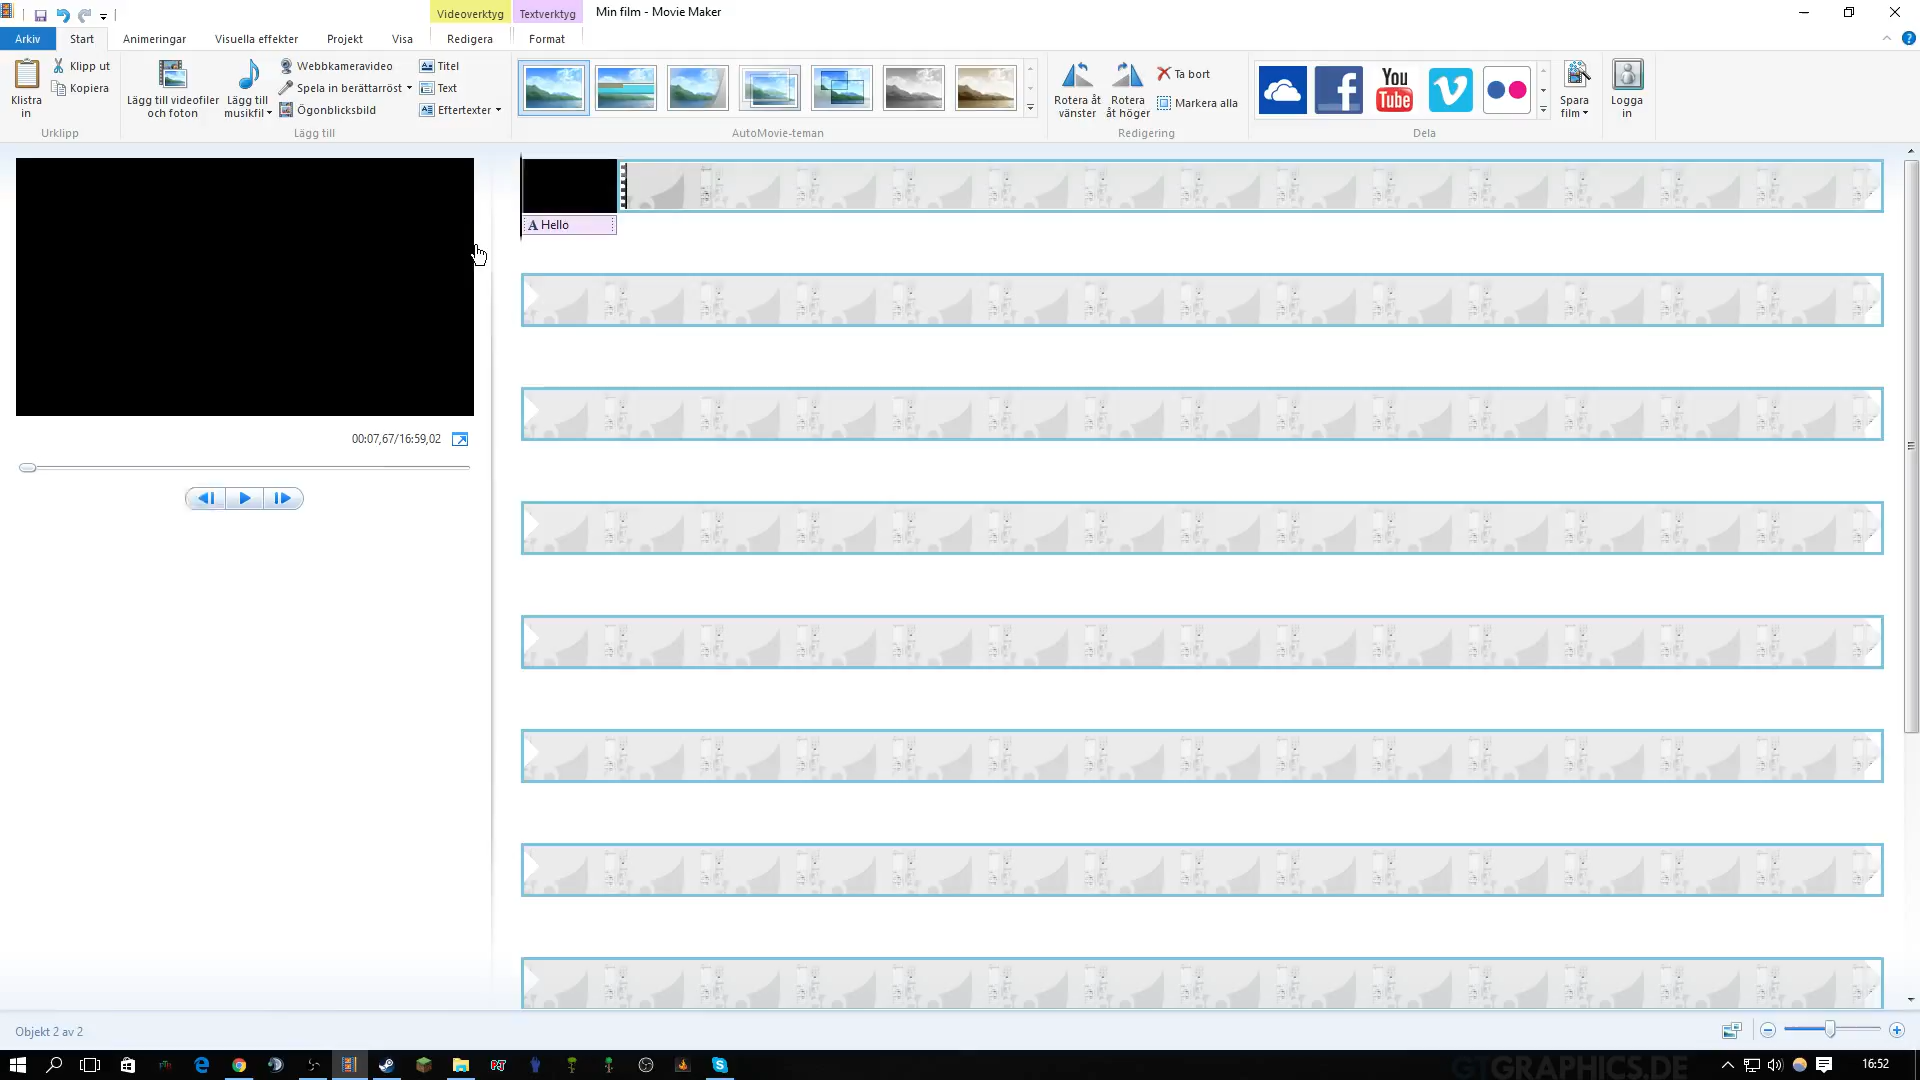 Videoverktyg Textverktyg Min film - Movie Maker
Arkiv Start Animeringar Visuella effekter Projekt Visa Redigera Format
Klistra in
Klipp ut
Kopiera
Urklipp
Lägg till videofiler och foton
Lägg till musikfil
Webbkameravideo
Spela in berättarröst
Ögonblicksbild
Titel
Text
Eftertexter
Lägg till
AutoMovie-teman
Rotera åt vänster
Rotera åt höger
Ta bort
Markera alla
Redigering
You
Tube
Dela
Spara film
Logga in
A Hello
00:07,67/16:59,02
Objekt 2 av 2
GTGRAPHICS.DE
16:52